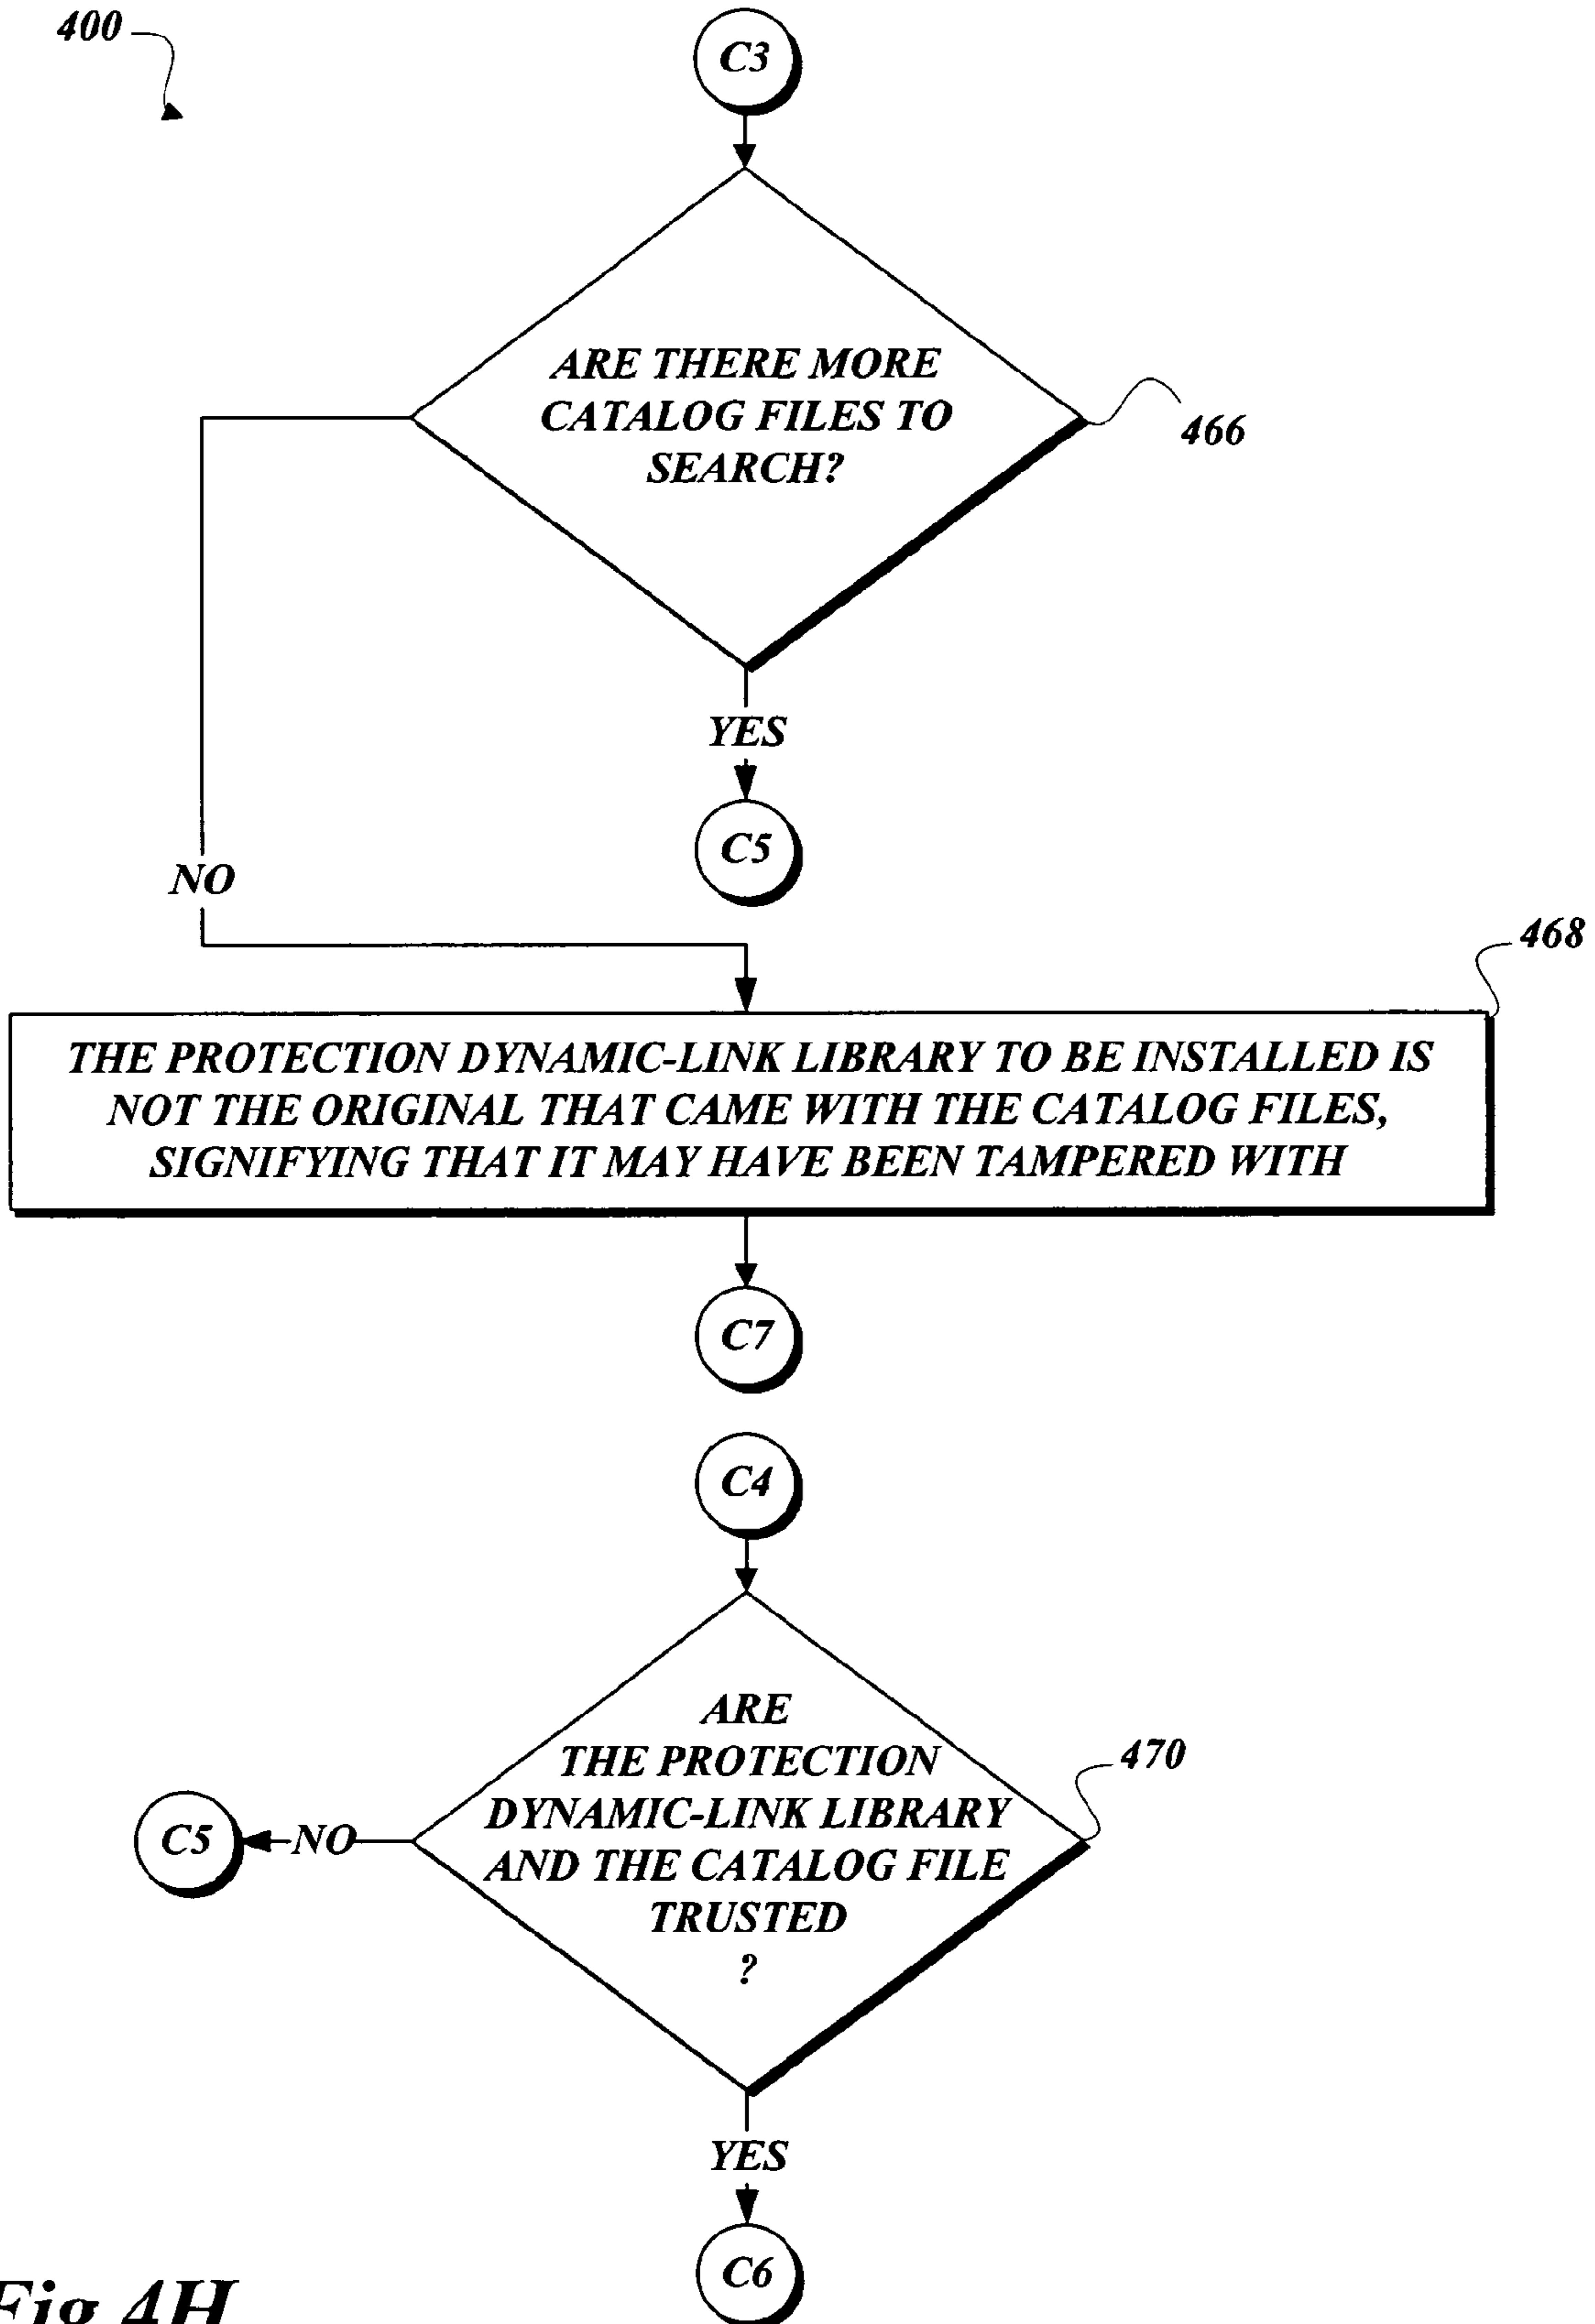 400
C3
ARE THERE MORE
CATALOG FILES TO
SEARCH?
466
YES
C5
NO
468
THE PROTECTION DYNAMIC-LINK LIBRARY TO BE INSTALLED IS
NOT THE ORIGINAL THAT CAME WITH THE CATALOG FILES,
SIGNIFYING THAT IT MAY HAVE BEEN TAMPERED WITH
C7
C4
ARE
THE PROTECTION
DYNAMIC-LINK LIBRARY
AND THE CATALOG FILE
TRUSTED
?
470
C5
NO
YES
C6
Fig.4H